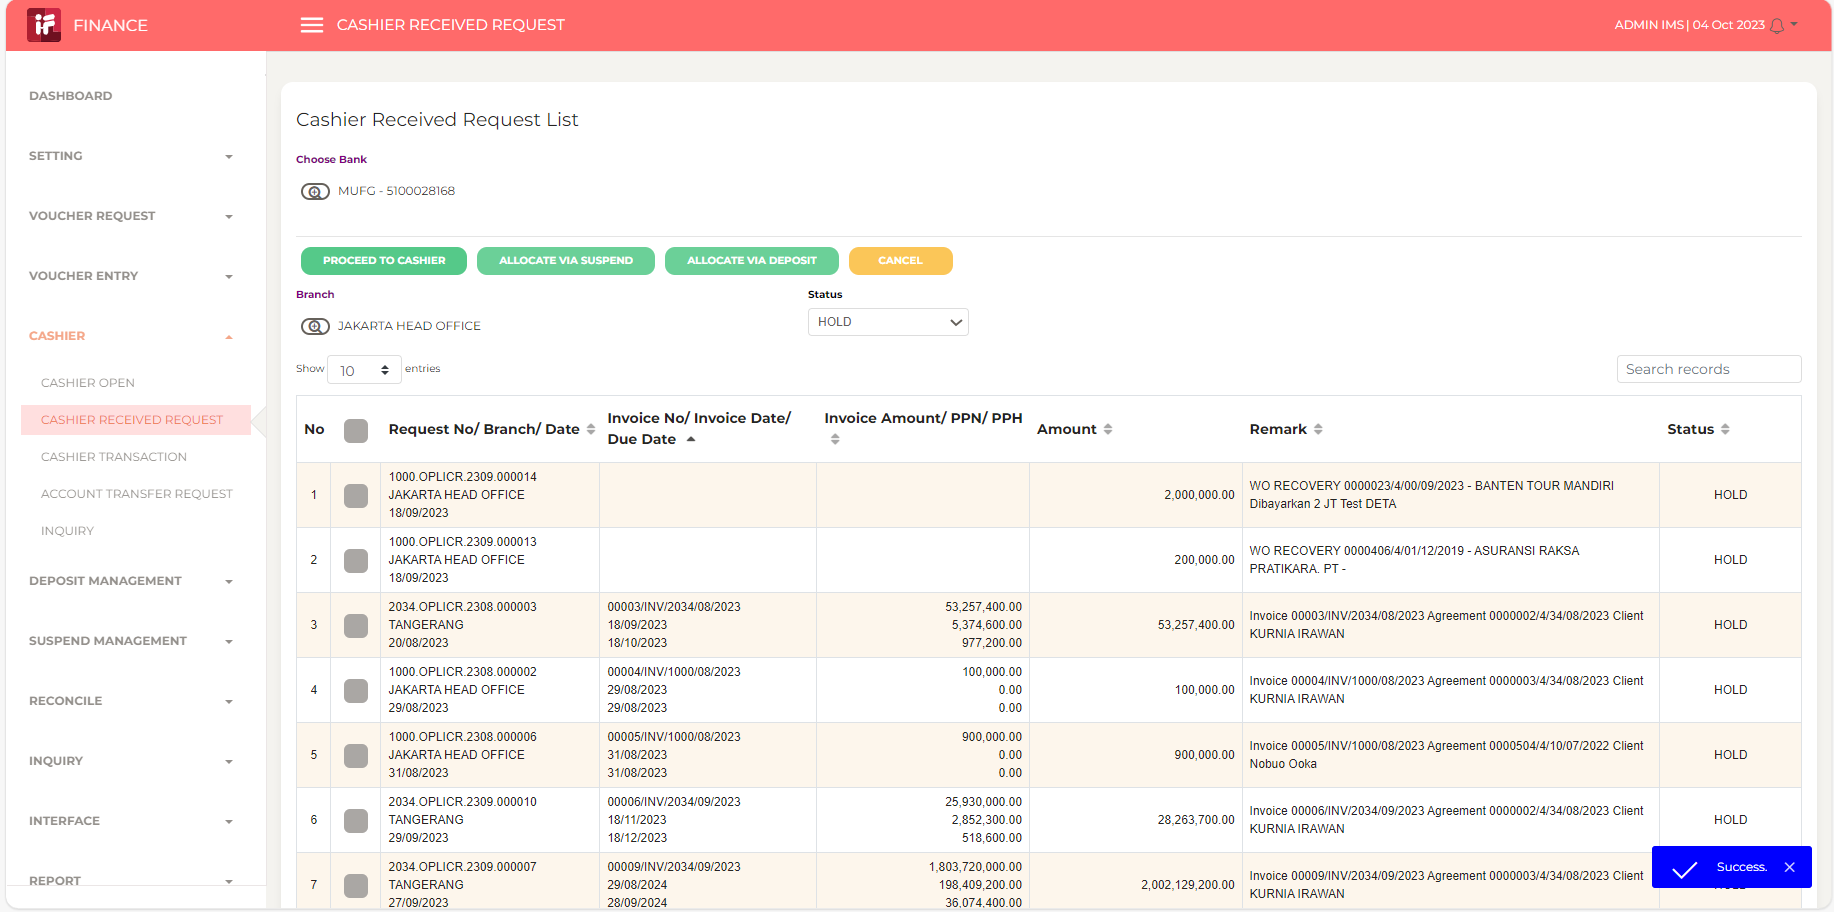 iF FINANCE
CASHIER RECEIVED REQUEST
ADMIN IMS | 04 Oct 2023
DASHBOARD
SETTING
VOUCHER REQUEST
VOUCHER ENTRY
CASHIER
CASHIER OPEN
CASHIER RECEIVED REQUEST
CASHIER TRANSACTION
ACCOUNT TRANSFER REQUEST
INQUIRY
DEPOSIT MANAGEMENT
SUSPEND MANAGEMENT
RECONCILE
INQUIRY
INTERFACE
REPORT
Cashier Received Request List
Choose Bank
MUFG - 5100028168
PROCEED TO CASHIER ALLOCATE VIA SUSPEND ALLOCATE VIA DEPOSIT CANCEL
Branch
JAKARTA HEAD OFFICE
Status
HOLD
Show 10 entries
Search records
No Request No/ Branch/ Date Invoice No/ Invoice Date/ Due Date Invoice Amount/ PPN/ PPH Amount Remark Status
1
1000.OPLICR.2309.000014
JAKARTA HEAD OFFICE
18/09/2023
2,000,000.00
WO RECOVERY 0000023/4/00/09/2023 - BANTEN TOUR MANDIRI
Dibayarkan 2 JT Test DETA
HOLD
2
1000.OPLICR.2309.000013
JAKARTA HEAD OFFICE
18/09/2023
200,000.00
WO RECOVERY 0000406/4/01/12/2019 - ASURANSI RAKSA
PRATIKARA. PT -
HOLD
3
2034.OPLICR.2308.000003
TANGERANG
20/08/2023
00003/INV/2034/08/2023
18/09/2023
18/10/2023
53,257,400.00
5,374,600.00
977,200.00
53,257,400.00
Invoice 00003/INV/2034/08/2023 Agreement 0000002/4/34/08/2023 Client
KURNIA IRAWAN
HOLD
4
1000.OPLICR.2308.000002
JAKARTA HEAD OFFICE
29/08/2023
00004/INV/1000/08/2023
29/08/2023
29/08/2023
100,000.00
0.00
0.00
100,000.00
Invoice 00004/INV/1000/08/2023 Agreement 0000003/4/34/08/2023 Client
KURNIA IRAWAN
HOLD
5
1000.OPLICR.2308.000006
JAKARTA HEAD OFFICE
31/08/2023
00005/INV/1000/08/2023
31/08/2023
31/08/2023
900,000.00
0.00
0.00
900,000.00
Invoice 00005/INV/1000/08/2023 Agreement 0000504/4/10/07/2022 Client
Nobuo Ooka
HOLD
6
2034.OPLICR.2309.000010
TANGERANG
29/09/2023
00006/INV/2034/09/2023
18/11/2023
18/12/2023
25,930,000.00
2,852,300.00
518,600.00
28,263,700.00
Invoice 00006/INV/2034/09/2023 Agreement 0000002/4/34/08/2023 Client
KURNIA IRAWAN
HOLD
7
2034.OPLICR.2309.000007
TANGERANG
27/09/2023
00009/INV/2034/09/2023
29/08/2024
28/09/2024
1,803,720,000.00
198,409,200.00
36,074,400.00
2,002,129,200.00
Invoice 00009/INV/2034/09/2023 Agreement 0000003/4/34/08/2023 Client
KURNIA IRAWAN
Success.